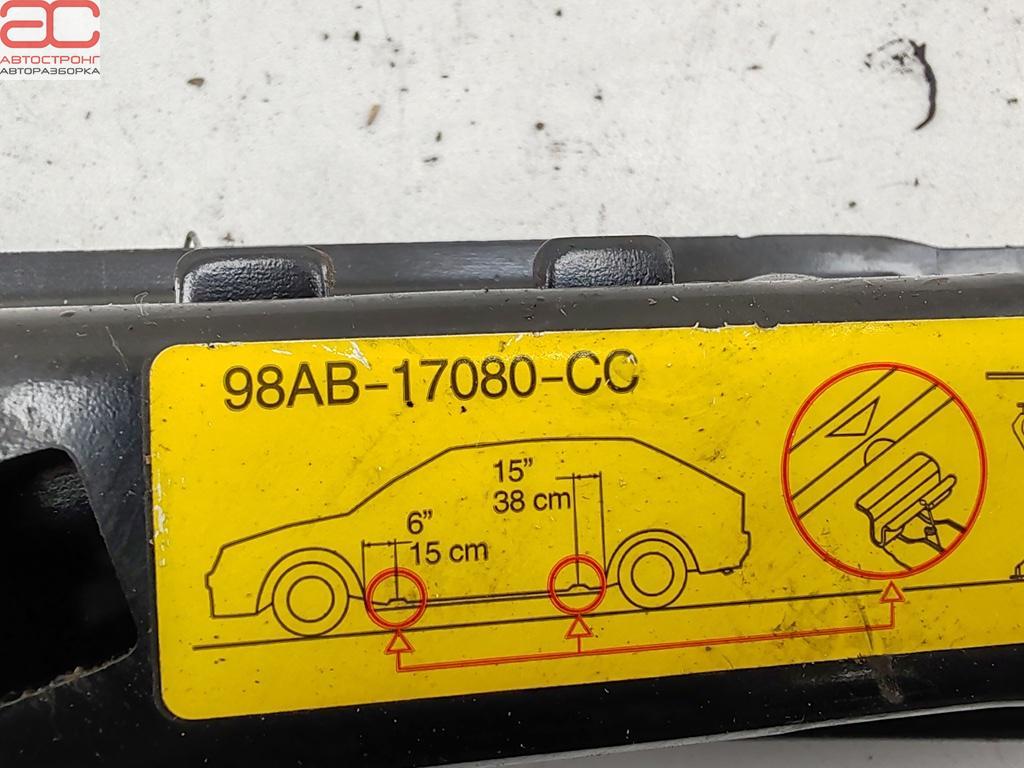 АС
АВТОСТРОНГ
АВТОРАЗБОРКА
98AB-17080-CC
15”
38 cm
6”
15 cm